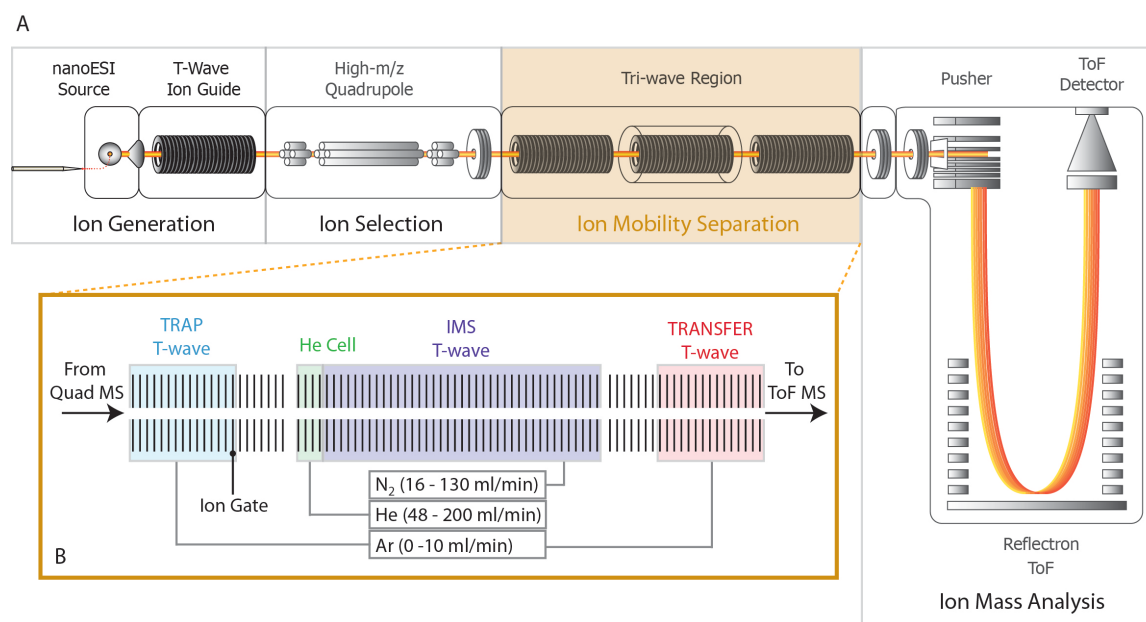 A
nanoESI
Source
T-Wave
Ion Guide
High-m/z
Quadrupole
Tri-wave Region
Pusher
ToF
Detector
Ion Generation
Ion Selection
Ion Mobility Separation
TRAP
T-wave
He Cell
IMS
T-wave
TRANSFER
T-wave
From
Quad MS
To
ToF MS
Ion Gate
N₂ (16 - 130 ml/min)
He (48 - 200 ml/min)
Ar (0 -10 ml/min)
B
Reflectron
ToF
Ion Mass Analysis